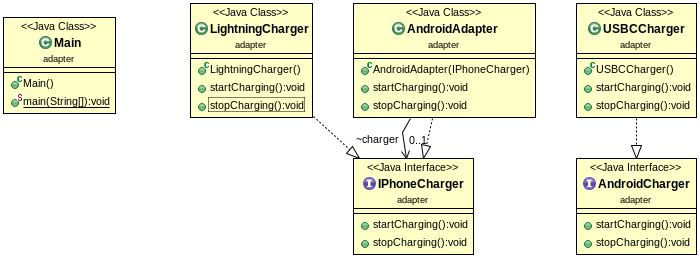 <<Java Class>>
Main
adapter
Main()
main(String[]):void
<<Java Class>>
LightningCharger
adapter
LightningCharger()
startCharging():void
stopCharging():void
<<Java Class>>
AndroidAdapter
adapter
AndroidAdapter(IPhoneCharger)
startCharging():void
stopCharging():void
<<Java Class>>
USBCCharger
adapter
USBCCharger()
startCharging():void
stopCharging():void
~charger
0..1
<<Java Interface>>
IPhoneCharger
adapter
startCharging():void
stopCharging():void
<<Java Interface>>
AndroidCharger
adapter
startCharging():void
stopCharging():void